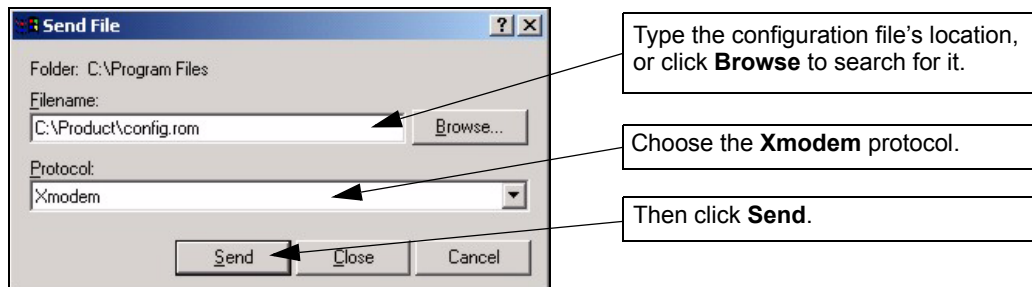 Send File
Folder: C:\Program Files
Filename:
C:\Product\config.rom
Browse...
Protocol:
Xmodem
Send
Close
Cancel
Type the configuration file's location,
or click Browse to search for it.
Choose the Xmodem protocol.
Then click Send.